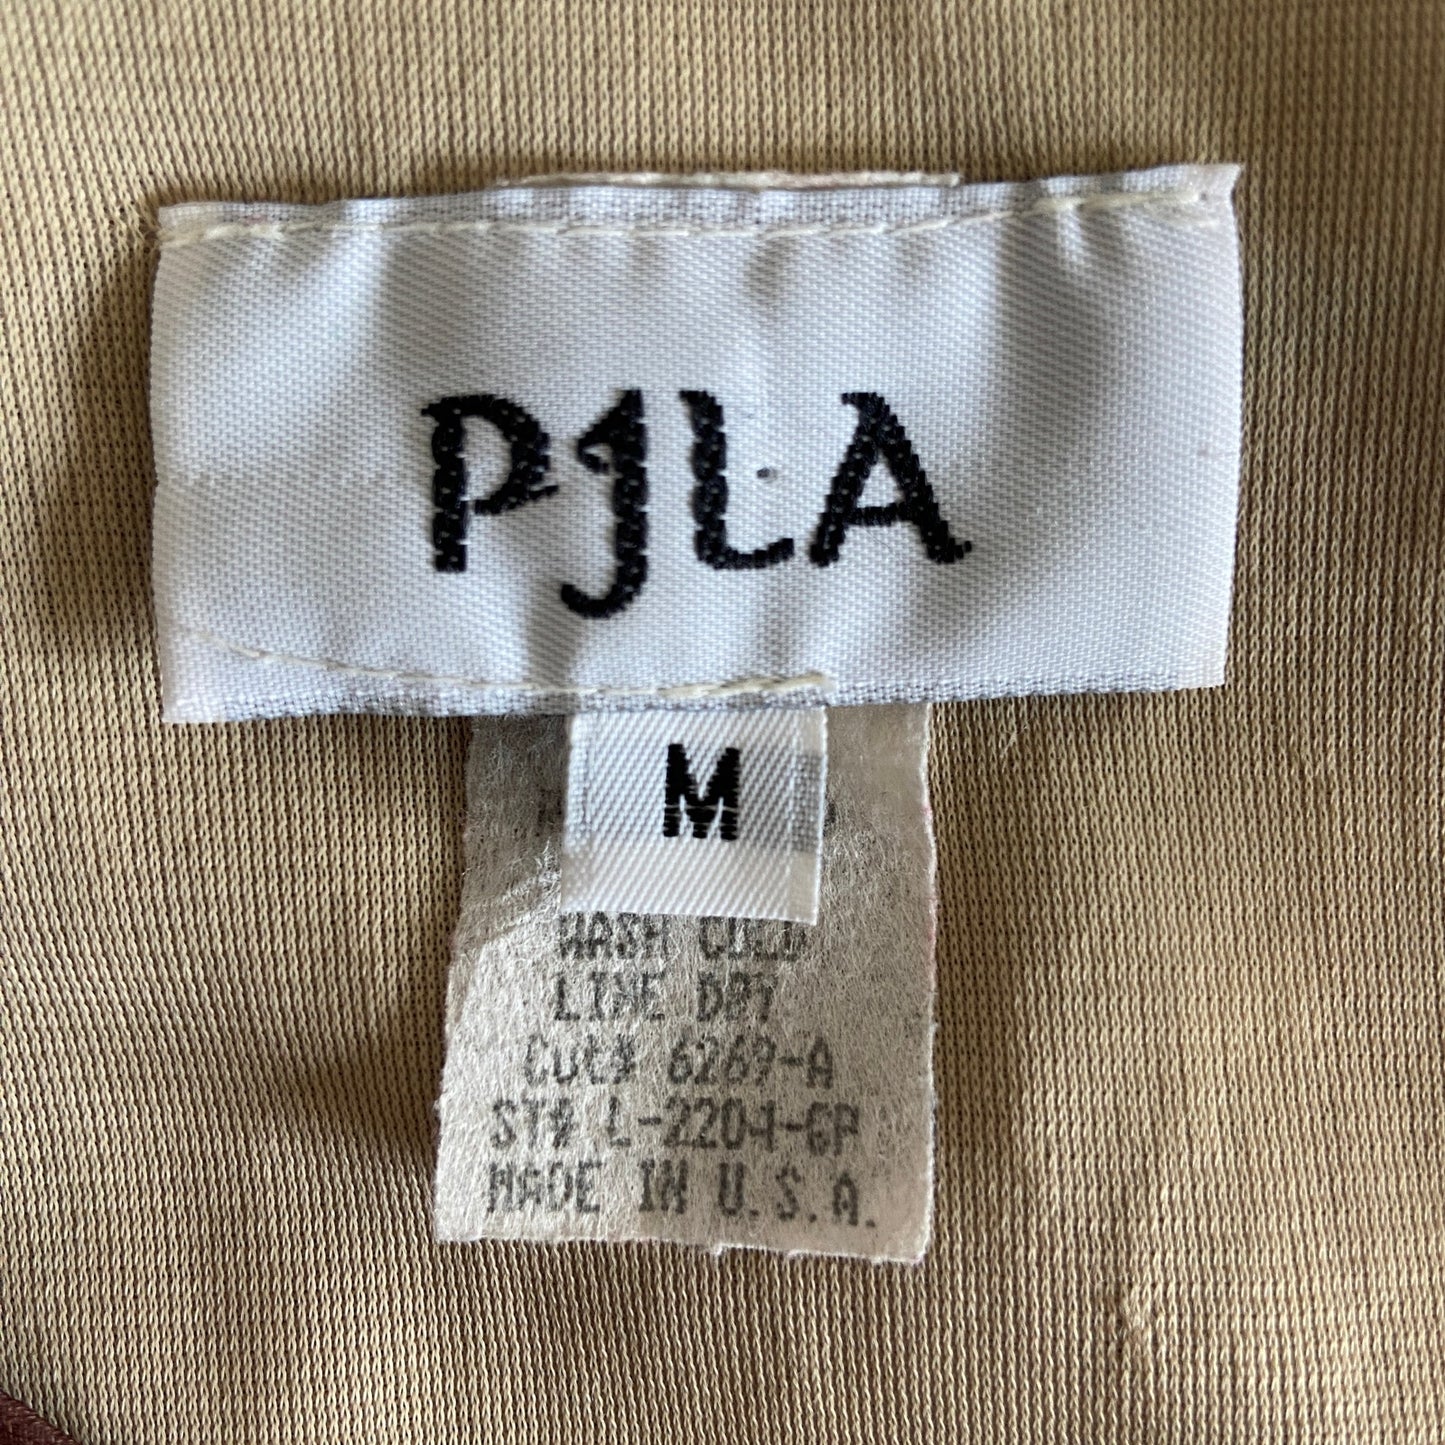 PJLA
M
WASH COLD
LINE DRY
Cut# 6269-A
ST# L-2204-GP
MADE IN U.S.A.